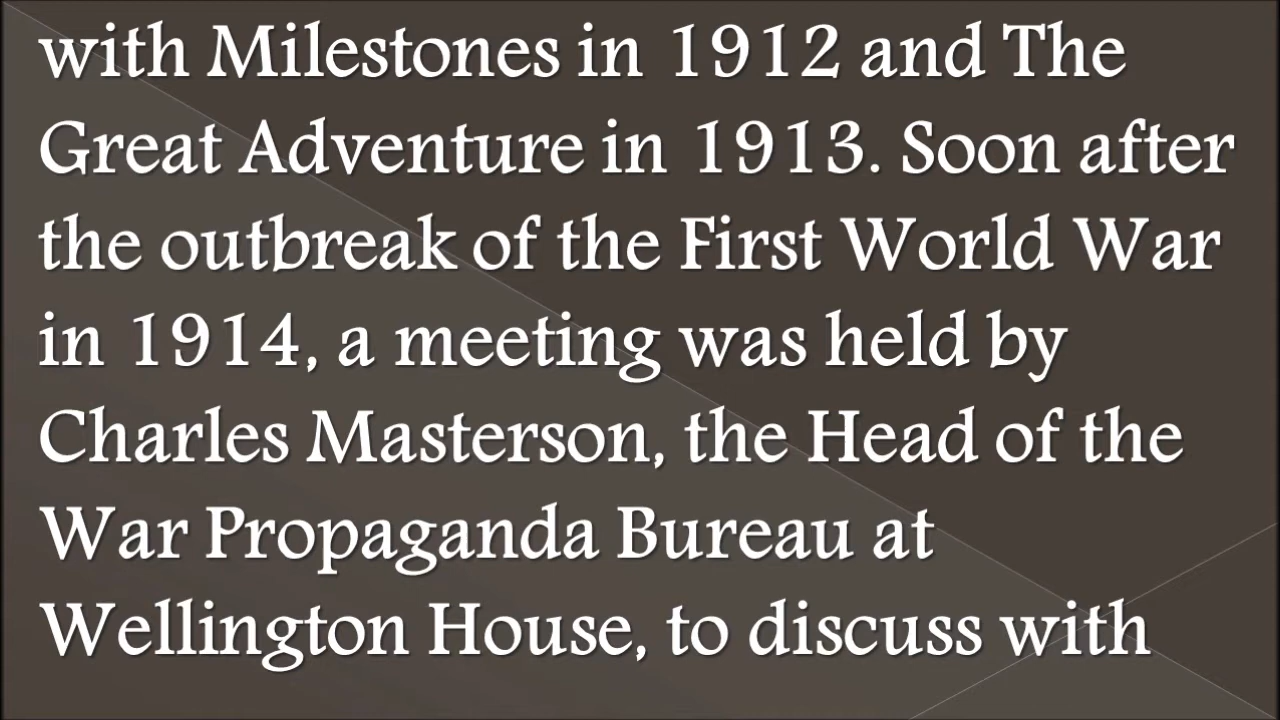 with Milestones in 1912 and The
Great Adventure in 1913. Soon after
the outbreak of the First World War
in 1914, a meeting was held by
Charles Masterson, the Head of the
War Propaganda Bureau at
Wellington House, to discuss with